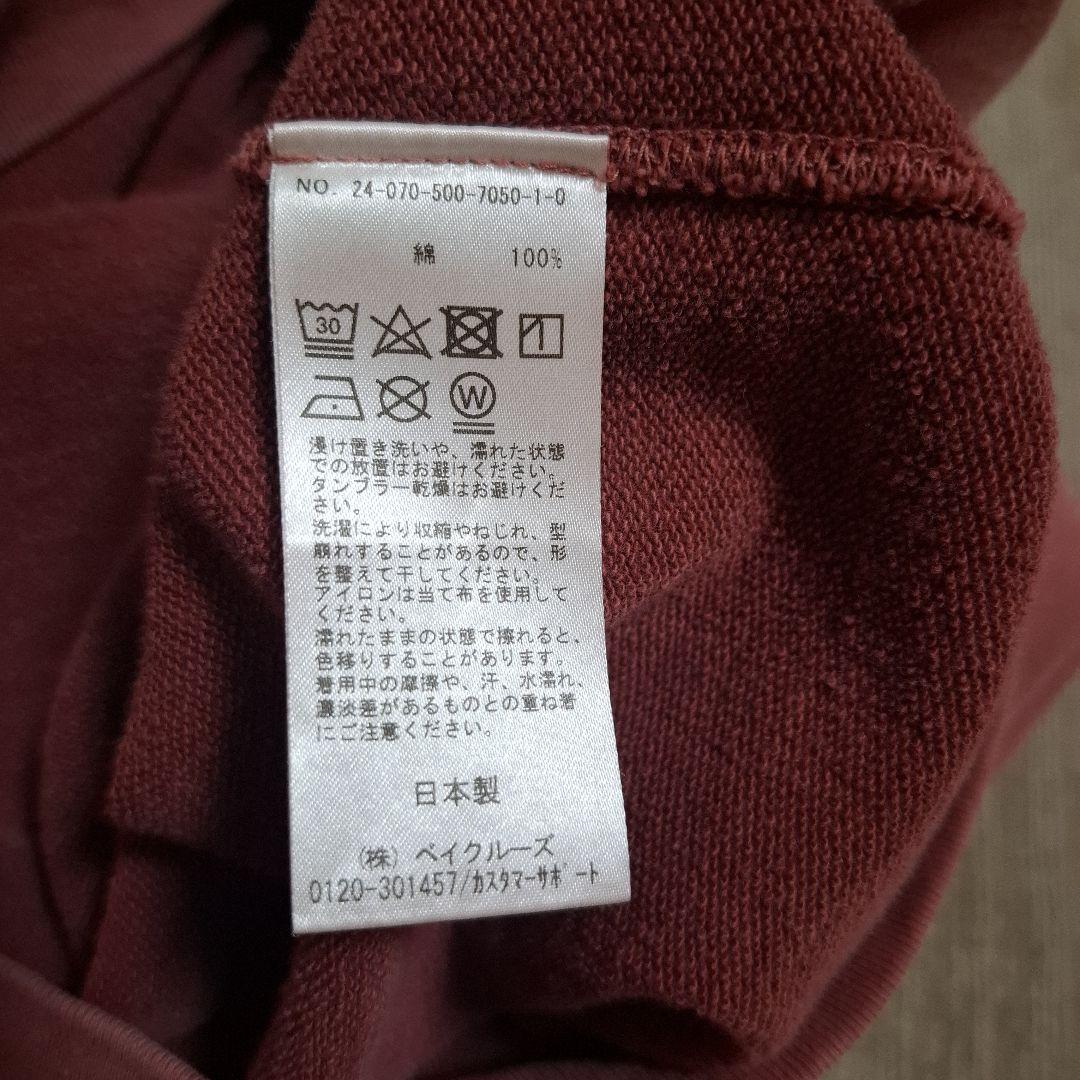 NO. 24-070-500-7050-1-0
綿 100%
30
W
浸け置き洗いや、濡れた状態
での放置はお避けください。
タンブラー乾燥はお避けくだ
さい。
洗濯により収縮やねじれ、型
崩れすることがあるので、形
を整えて干してください。
アイロンは当て布を使用して
ください。
濡れたままの状態で擦れると、
色移りすることがあります。
着用中の摩擦や、汗、水濡れ、
濃淡差があるものとの重ね着
にご注意ください。
日本製
(株) ベイクルーズ
0120-301457/カスタマーサポート